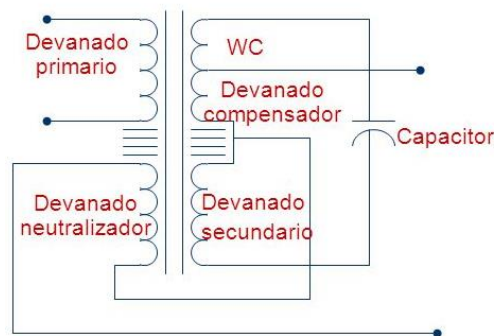 Devanado
primario
WC
Devanado
compensador
Capacitor
Devanado
neutralizador
Devanado
secundario